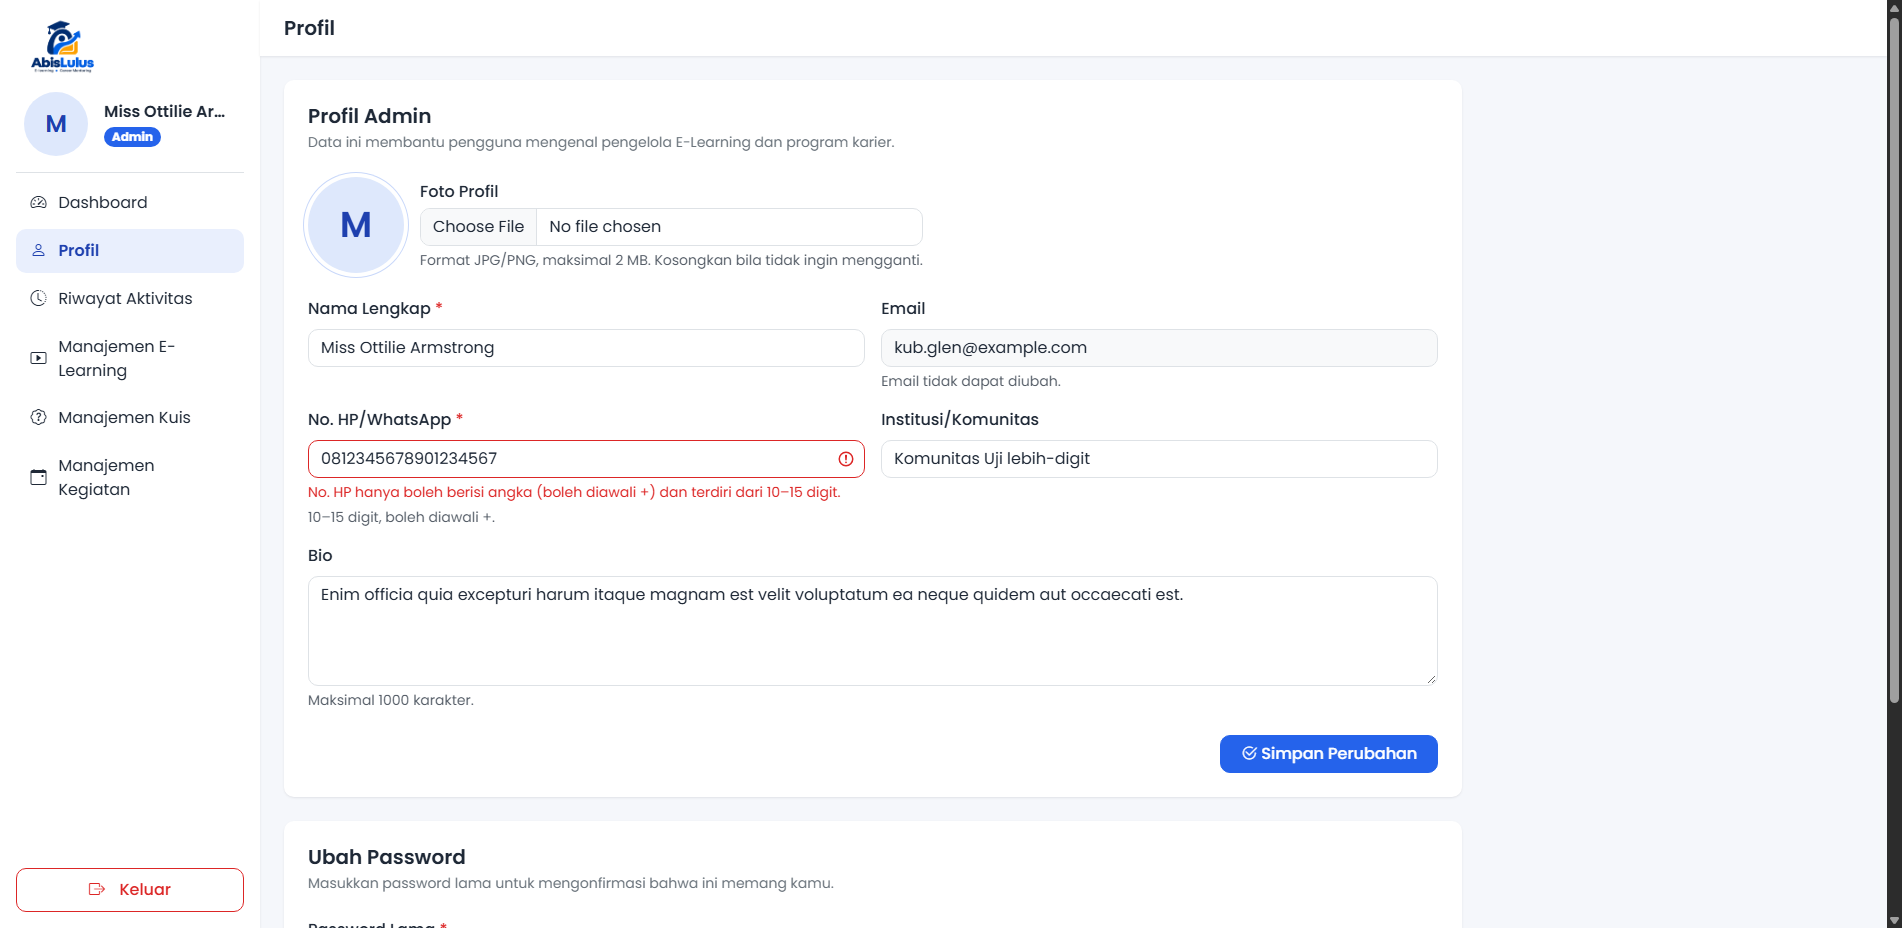 AbisLulus
M
Miss Ottilie Ar...
Admin
Dashboard
Profil
Riwayat Aktivitas
Manajemen E-
Learning
Manajemen Kuis
Manajemen
Kegiatan
Keluar
Profil
Profil Admin
Data ini membantu pengguna mengenal pengelola E-Learning dan program karier.
M
Foto Profil
Choose File No file chosen
Format JPG/PNG, maksimal 2 MB. Kosongkan bila tidak ingin mengganti.
Nama Lengkap *
Miss Ottilie Armstrong
Email
kub.glen@example.com
Email tidak dapat diubah.
No. HP/WhatsApp *
0812345678901234567
No. HP hanya boleh berisi angka (boleh diawali +) dan terdiri dari 10–15 digit.
10–15 digit, boleh diawali +.
Institusi/Komunitas
Komunitas Uji lebih-digit
Bio
Enim officia quia excepturi harum itaque magnam est velit voluptatum ea neque quidem aut occaecati est.
Maksimal 1000 karakter.
Simpan Perubahan
Ubah Password
Masukkan password lama untuk mengonfirmasi bahwa ini memang kamu.
Password Lama *